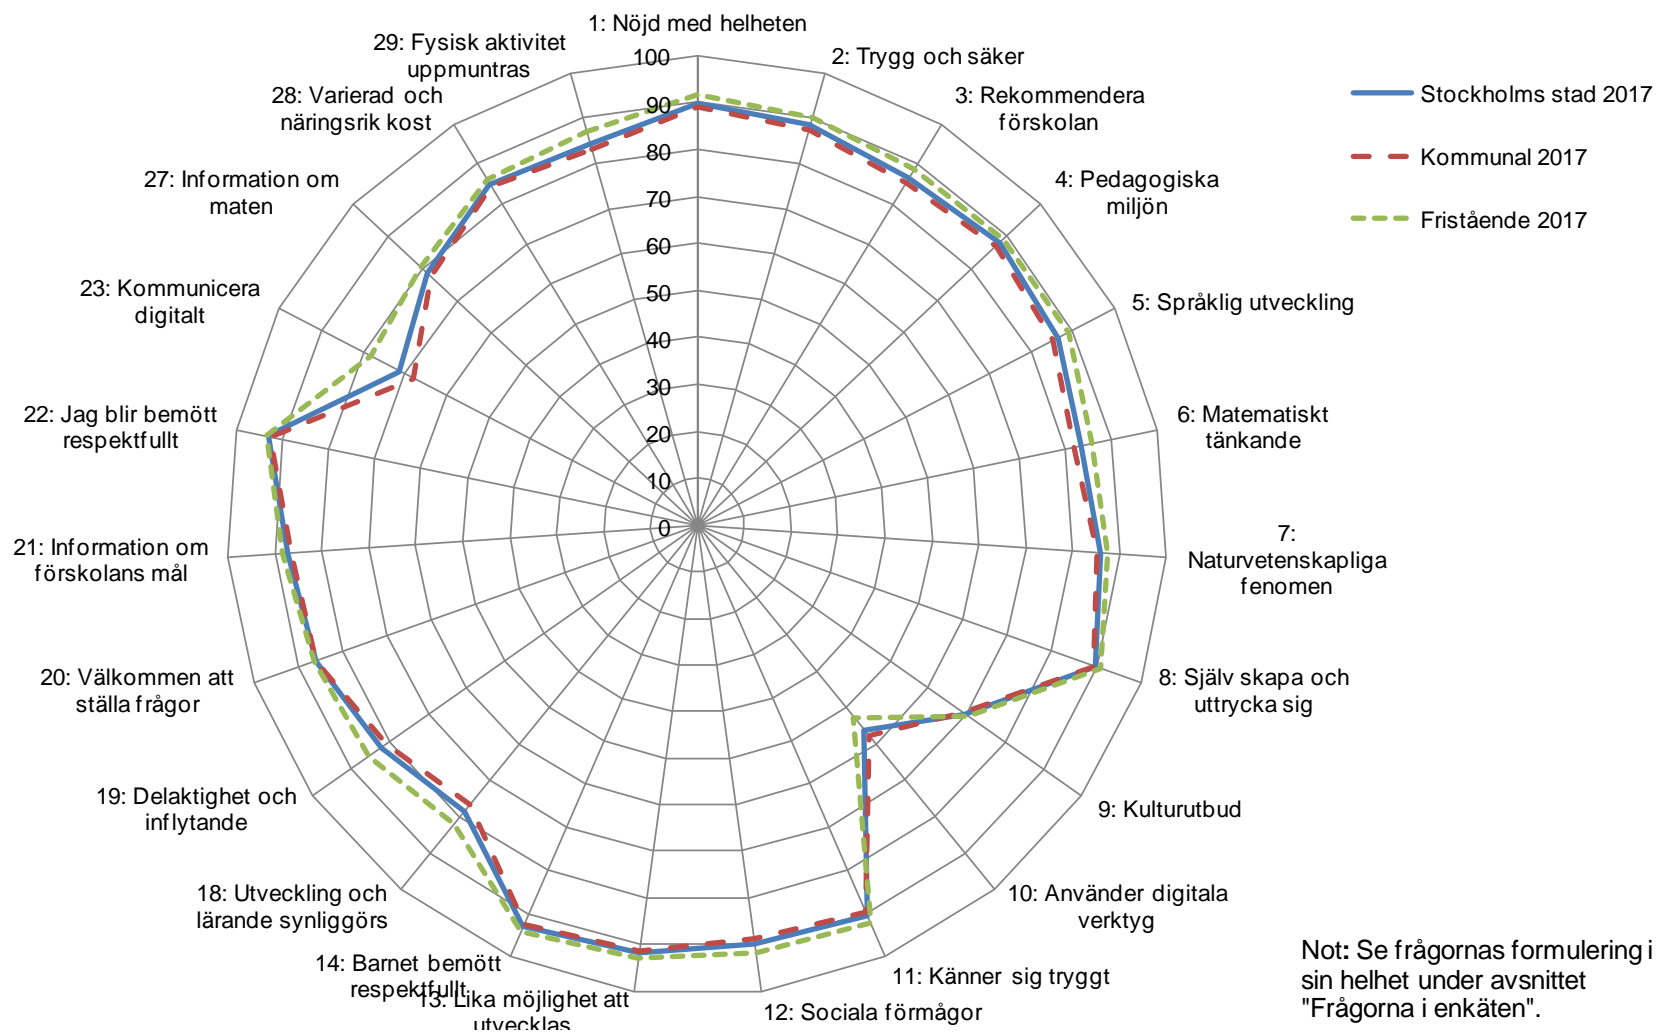 1: Nöjd med helheten
2: Trygg och säker
3: Rekommendera
förskolan
4: Pedagogiska
miljön
5: Språklig utveckling
6: Matematiskt
tänkande
7:
Naturvetenskapliga
fenomen
8: Själv skapa och
uttrycka sig
9: Kulturutbud
10: Använder digitala
verktyg
11: Känner sig tryggt
12: Sociala förmågor
13: Lika möjlighet att
utvecklas
14: Barnet bemött
respektfullt
18: Utveckling och
lärande synliggörs
19: Delaktighet och
inflytande
20: Välkommen att
ställa frågor
21: Information om
förskolans mål
22: Jag blir bemött
respektfullt
23: Kommunicera
digitalt
27: Information om
maten
28: Varierad och
näringsrik kost
29: Fysisk aktivitet
uppmuntras
100
90
80
70
60
50
40
30
20
10
0
Stockholms stad 2017
Kommunal 2017
Fristående 2017
Not: Se frågornas formulering i
sin helhet under avsnittet
"Frågorna i enkäten".